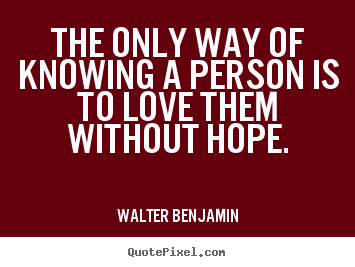 THE ONLY WAY OF
KNOWING A PERSON IS
TO LOVE THEM
WITHOUT HOPE.
WALTER BENJAMIN
QuotePixel.com